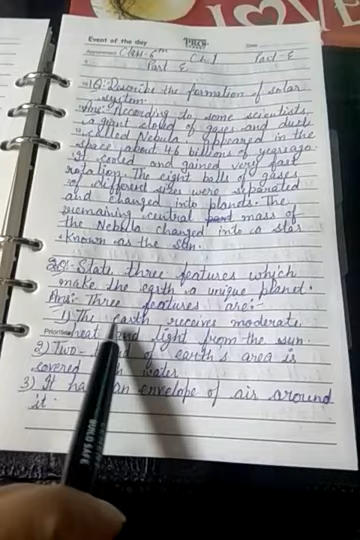 LOVE
Event of the day
Date
Class-6th Ch-1 Part-E
Part E
1Q:- Describe the formation of solar
system.
Ans:- According to some scientists
a giant cloud of gases and dust
called Nebula, appeared in the
space about 4.6 billions of years ago.
It cooled and gained very fast
rotation. The eight balls of gases
of different sizes were separated
and changed into planets. The
remaining central mass of
the Nebula changed into a star
known as the sun.
2Q:- State three features which
make the earth a unique planet.
Ans:- Three features are:-
1) The earth receives moderate
Priorities
heat and light from the sun.
2) Two- of earth's area is
covered water
3) It ha an envelope of air around
it.
WORLD SAFE